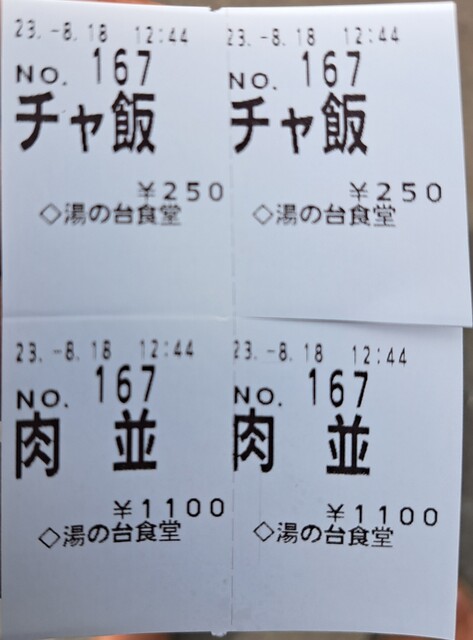 23.-8.18 12:44
NO. 167
チャ飯
¥250
◇湯の台食堂
23.-8.18 12:44
NO. 167
チャ飯
¥250
◇湯の台食堂
23.-8.18 12:44
NO. 167
肉 並
¥1100
◇湯の台食堂
23.-8.18 12:44
NO. 167
肉 並
¥1100
◇湯の台食堂